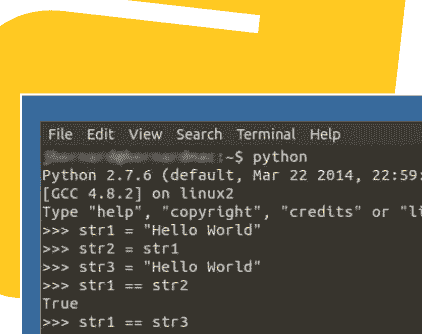 File Edit View Search Terminal Help
:~$ python
Python 2.7.6 (default, Mar 22 2014, 22:59:
[GCC 4.8.2] on linux2
Type "help", "copyright", "credits" or "li
>>> str1 = "Hello World"
>>> str2 = str1
>>> str3 = "Hello World"
>>> str1 == str2
True
>>> str1 == str3